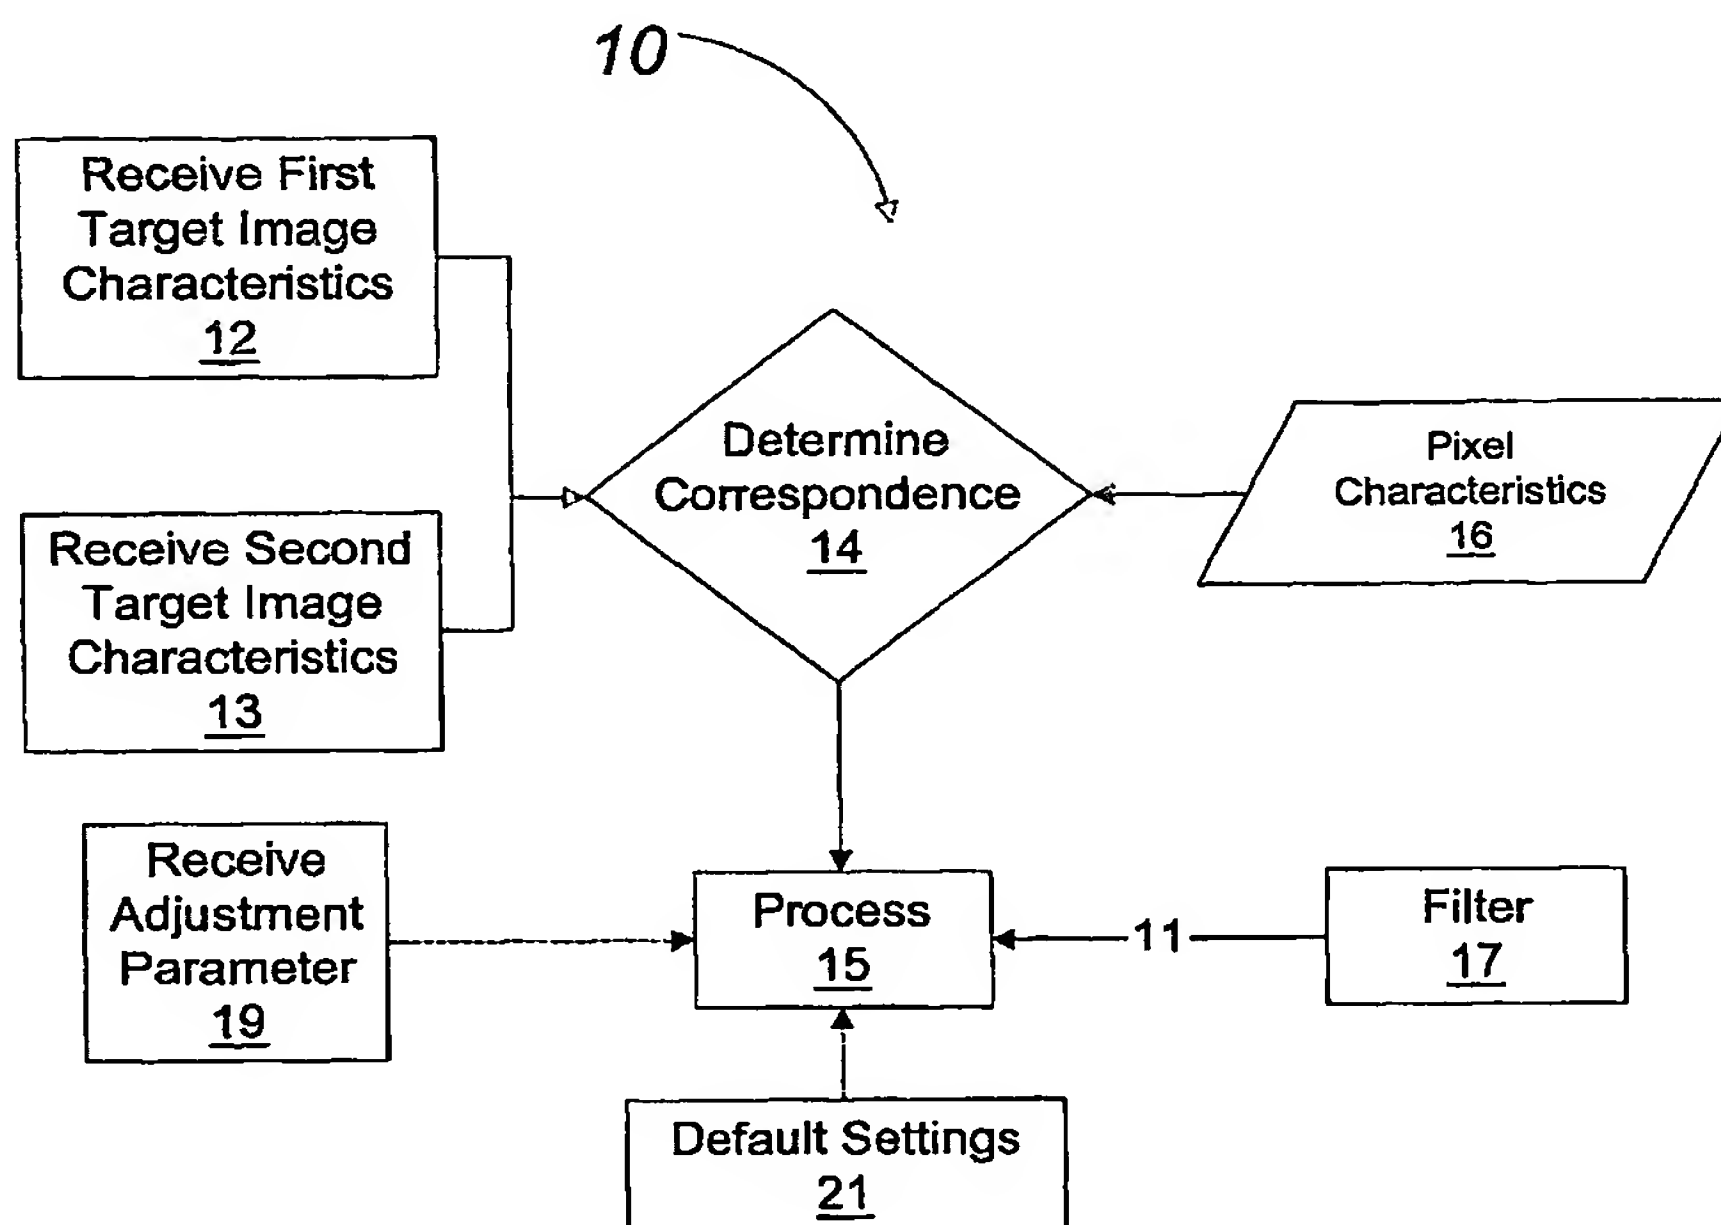 10
Receive First
Target Image
Characteristics
12
Receive Second
Target Image
Characteristics
13
Determine
Correspondence
14
Pixel
Characteristics
16
Receive
Adjustment
Parameter
19
Process
15
11
Filter
17
Default Settings
21